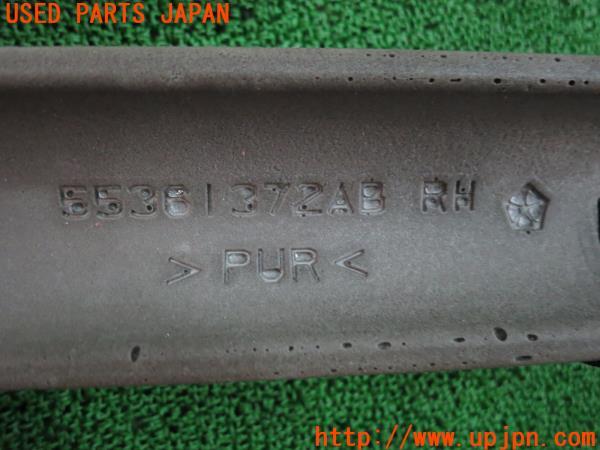 USED PARTS JAPAN
55361372AB RH
>PUR<
http://www.upjpn.com